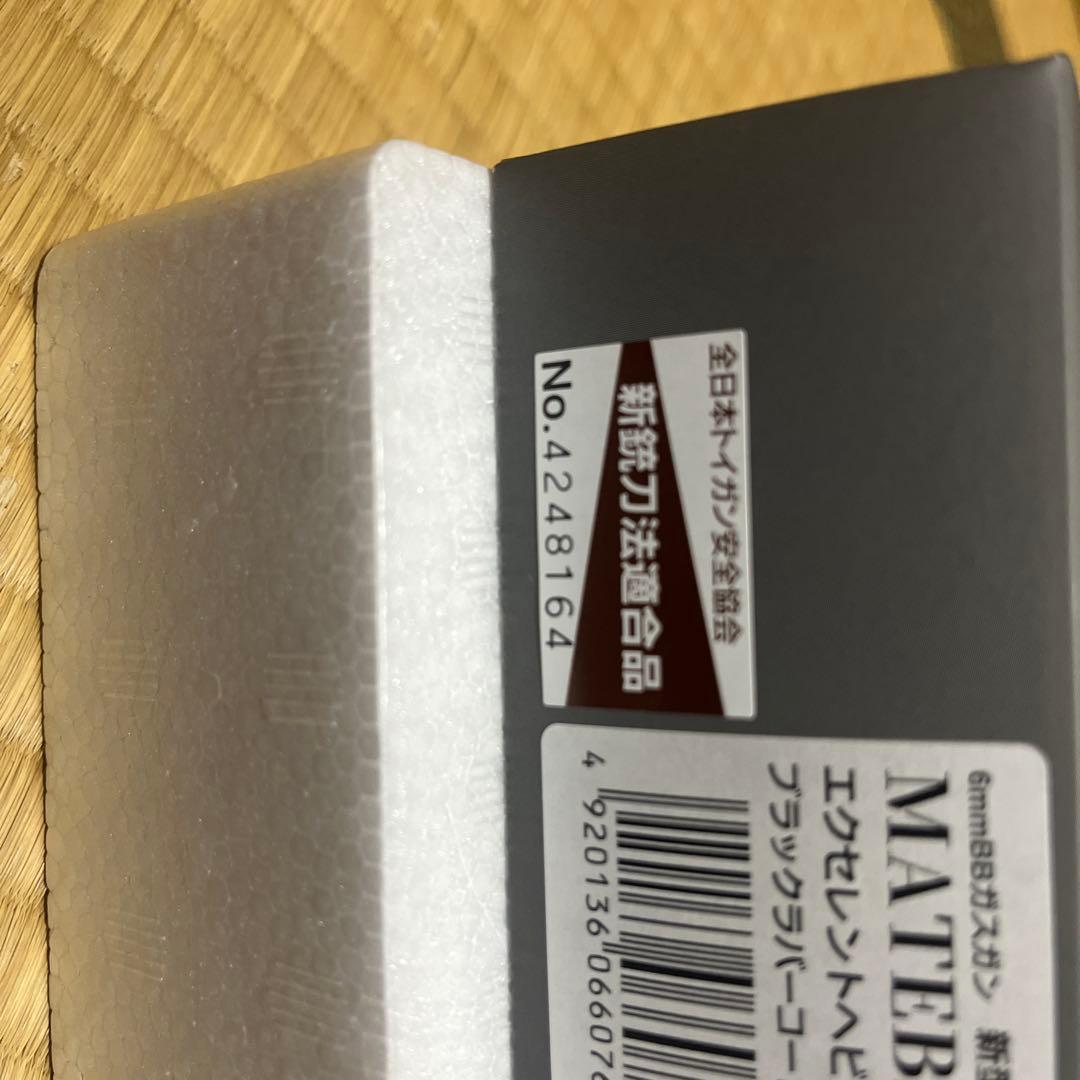 全日本トイガン安全協会
新銃刀法適合品
No.4248164
6mmBBガスガン 新
MATEB
エクセレントヘビ
ブラックラバーコー
4 920136 06607